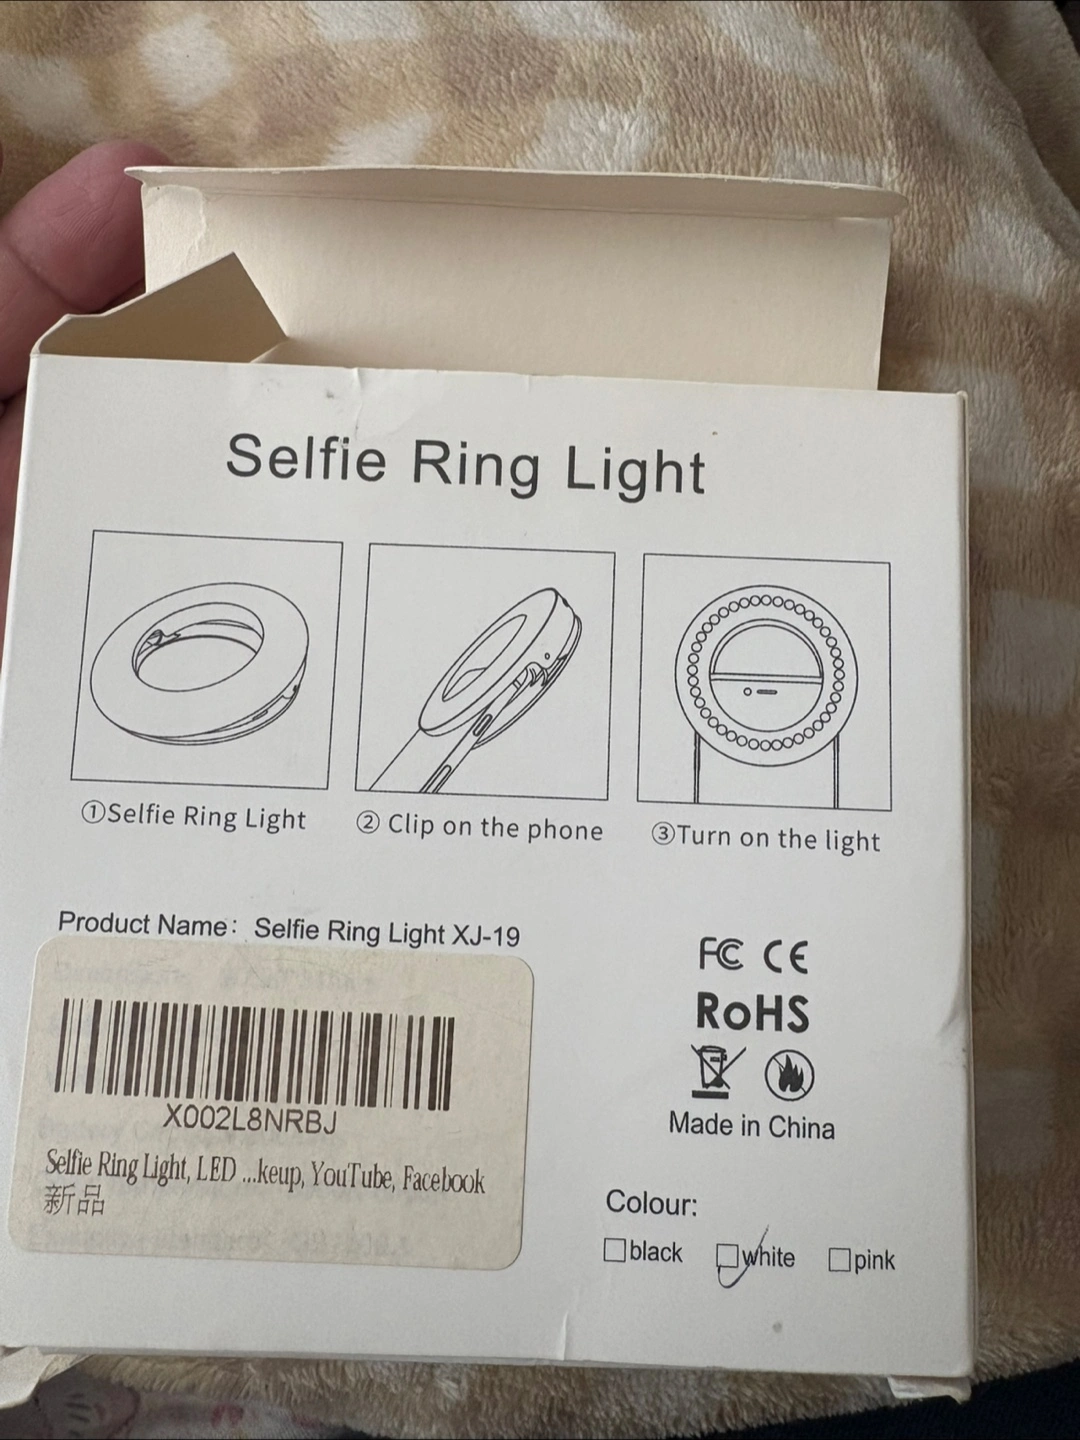 Selfie Ring Light
①Selfie Ring Light
② Clip on the phone
③Turn on the light
Product Name： Selfie Ring Light XJ-19
X002L8NRBJ
Selfie Ring Light, LED ...keup, YouTube, Facebook
新品
FC CE
RoHS
Made in China
Colour:
black white pink